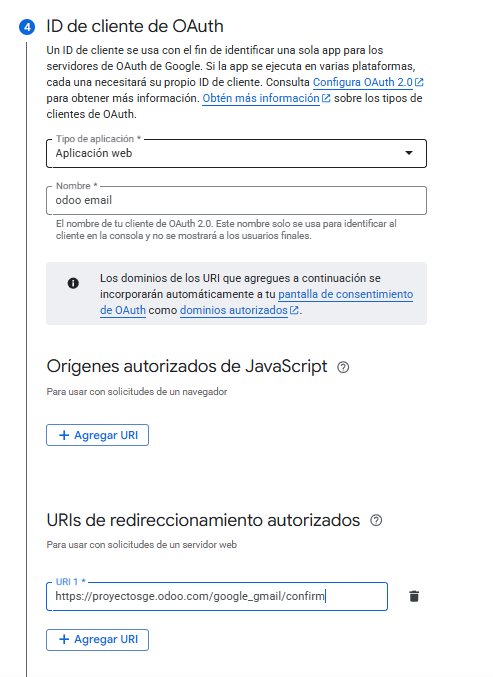 4 ID de cliente de OAuth
Un ID de cliente se usa con el fin de identificar una sola app para los
servidores de OAuth de Google. Si la app se ejecuta en varias plataformas,
cada una necesitará su propio ID de cliente. Consulta Configura OAuth 2.0
para obtener más información. Obtén más información sobre los tipos de
clientes de OAuth.
Tipo de aplicación *
Aplicación web
Nombre *
odoo email
El nombre de tu cliente de OAuth 2.0. Este nombre solo se usa para identificar al
cliente en la consola y no se mostrará a los usuarios finales.
Los dominios de los URI que agregues a continuación se
incorporarán automáticamente a tu pantalla de consentimiento
de OAuth como dominios autorizados.
Orígenes autorizados de JavaScript
Para usar con solicitudes de un navegador
+ Agregar URI
URIs de redireccionamiento autorizados
Para usar con solicitudes de un servidor web
URI 1 *
https://proyectosge.odoo.com/google_gmail/confirm
+ Agregar URI